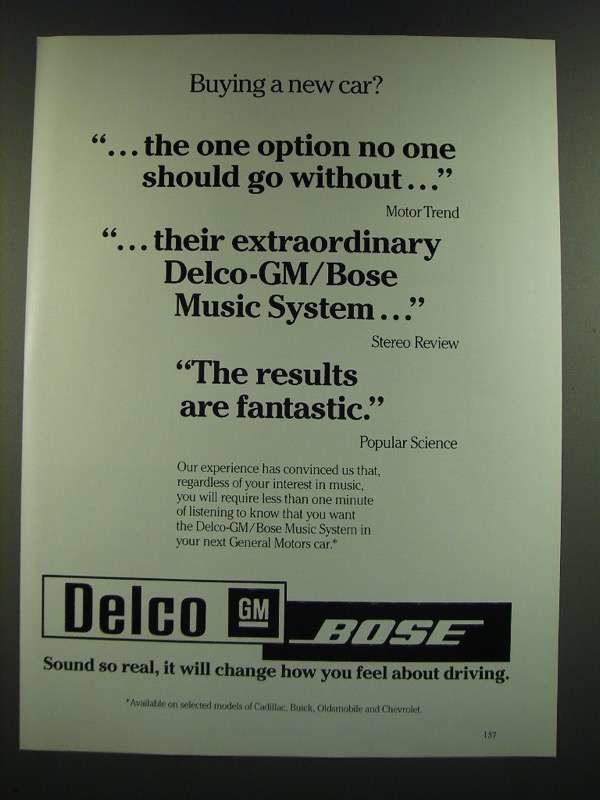 Buying a new car?
“...the one option no one
should go without...”
Motor Trend
“...their extraordinary
Delco-GM/Bose
Music System...”
Stereo Review
“The results
are fantastic.”
Popular Science
Our experience has convinced us that,
regardless of your interest in music,
you will require less than one minute
of listening to know that you want
the Delco-GM/Bose Music System in
your next General Motors car.*
Delco GM BOSE
Sound so real, it will change how you feel about driving.
*Available on selected models of Cadillac, Buick, Oldsmobile and Chevrolet.
137